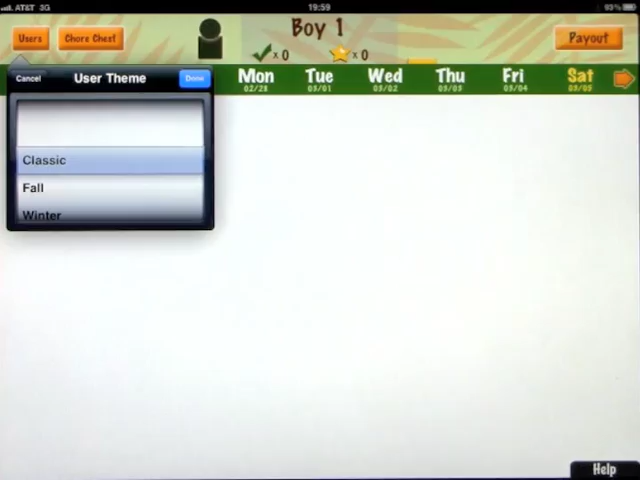 AT&T 3G 19:59 93%
Users Chore Chest Boy 1 Payout
x 0 x 0
Cancel User Theme Done
Mon Tue Wed Thu Fri Sat
02/28 03/01 03/02 03/03 03/04 03/05
Classic
Fall
Winter
Help